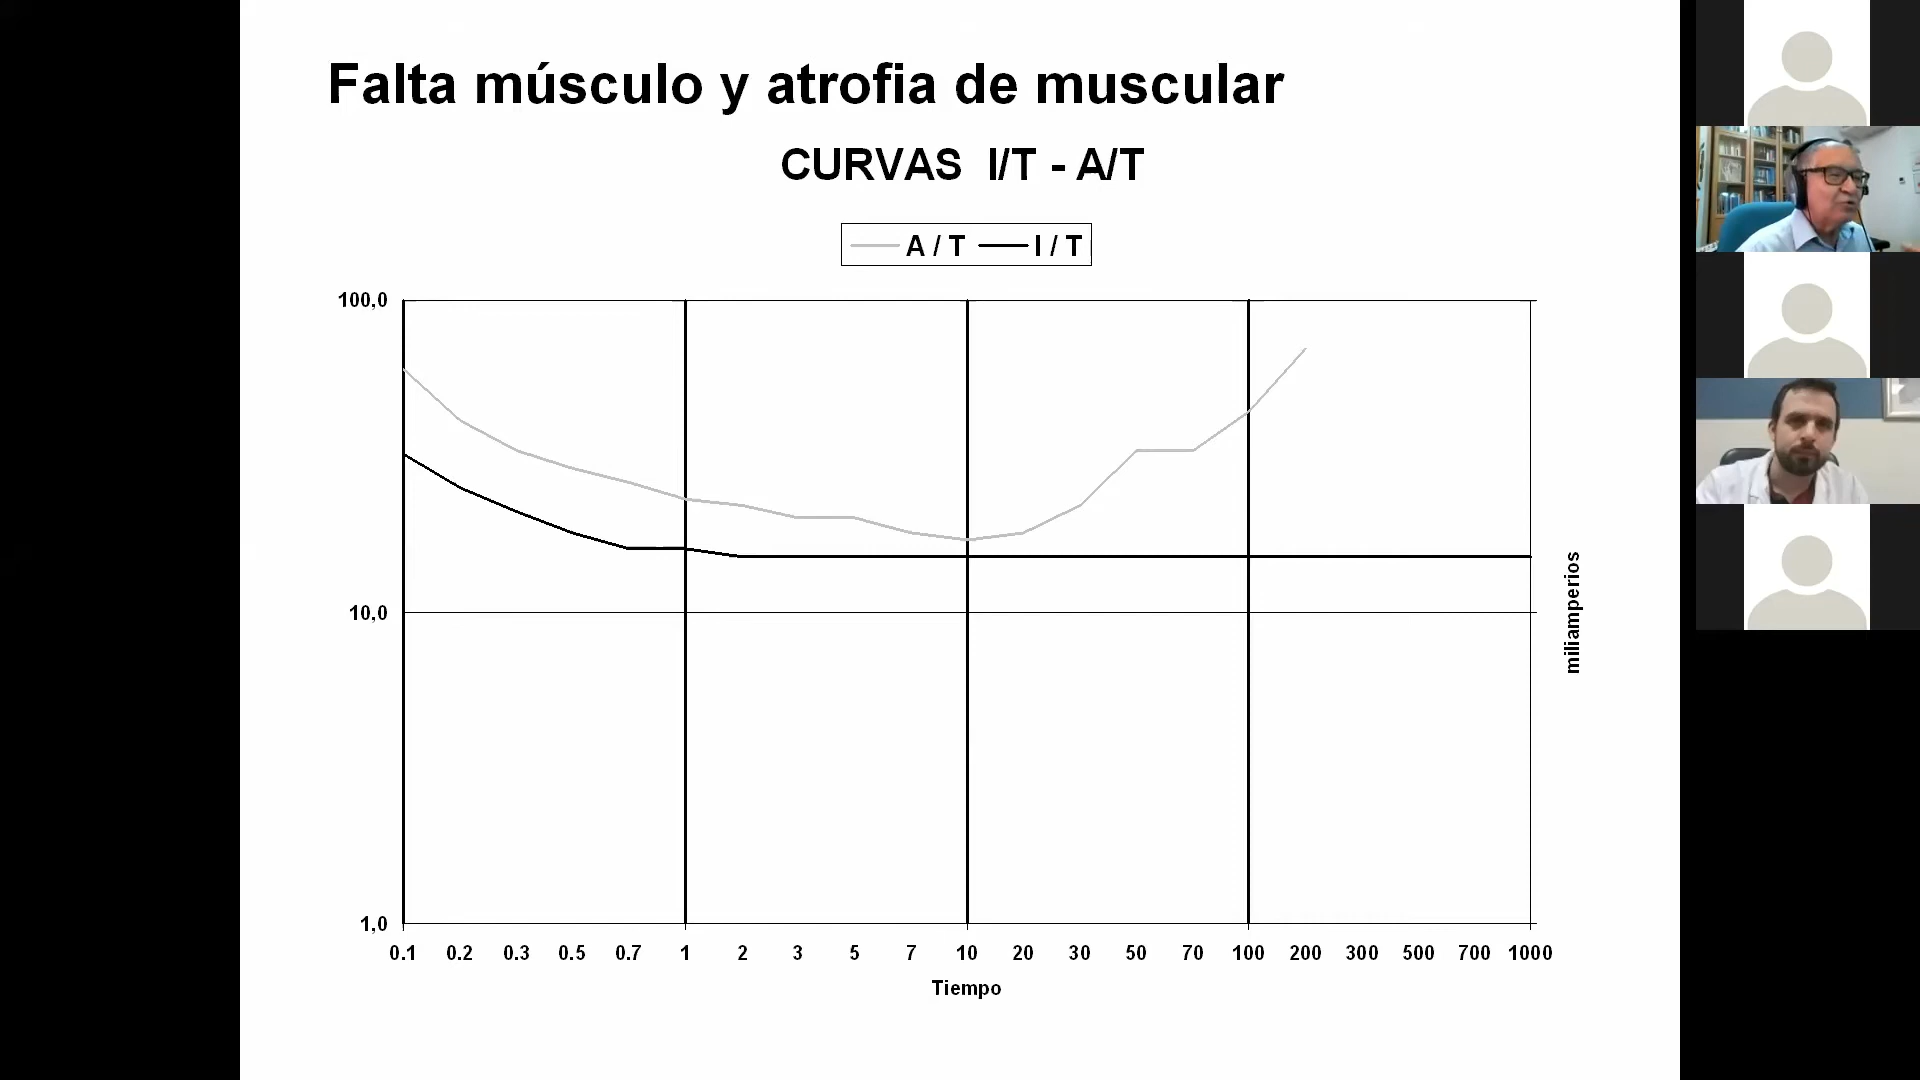 Falta músculo y atrofia de muscular
CURVAS I/T - A/T
A / T I / T
100,0
10,0
1,0
0.1 0.2 0.3 0.5 0.7 1 2 3 5 7 10 20 30 50 70 100 200 300 500 700 1000
Tiempo
miliamperios